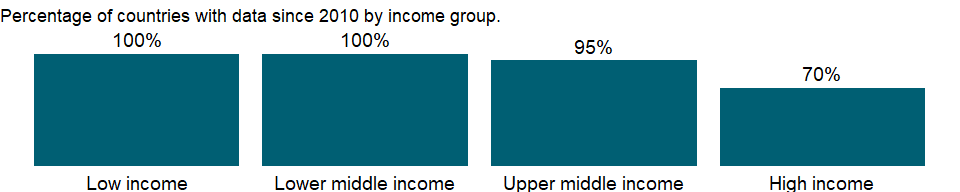 Percentage of countries with data since 2010 by income group.
100% 100% 95% 70%
Low income Lower middle income Upper middle income High income